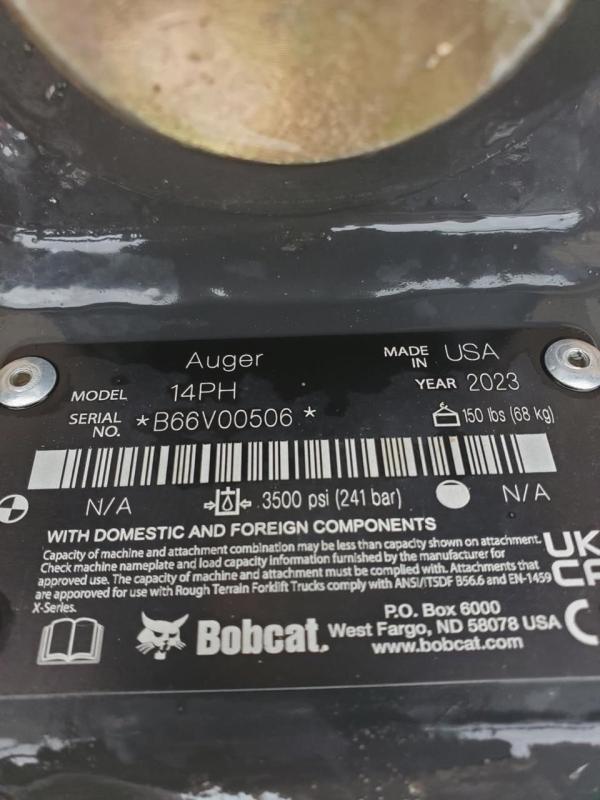 Auger
MADE IN USA
MODEL 14PH
YEAR 2023
SERIAL NO. *B66V00506*
150 lbs (68 kg)
N/A
3500 psi (241 bar)
N/A
WITH DOMESTIC AND FOREIGN COMPONENTS
Capacity of machine and attachment combination may be less than capacity shown on attachment.
Check machine nameplate and load capacity information furnished by the manufacturer for
approved use. The capacity of machine and attachment must be complied with. Attachments that
are aporoved for use with Rough Terrain Forklift Trucks comply with ANSI/ITSDF B56.6 and EN-1459
X-Series.
UK
CA
Bobcat.
P.O. Box 6000
West Fargo, ND 58078 USA
www.bobcat.com